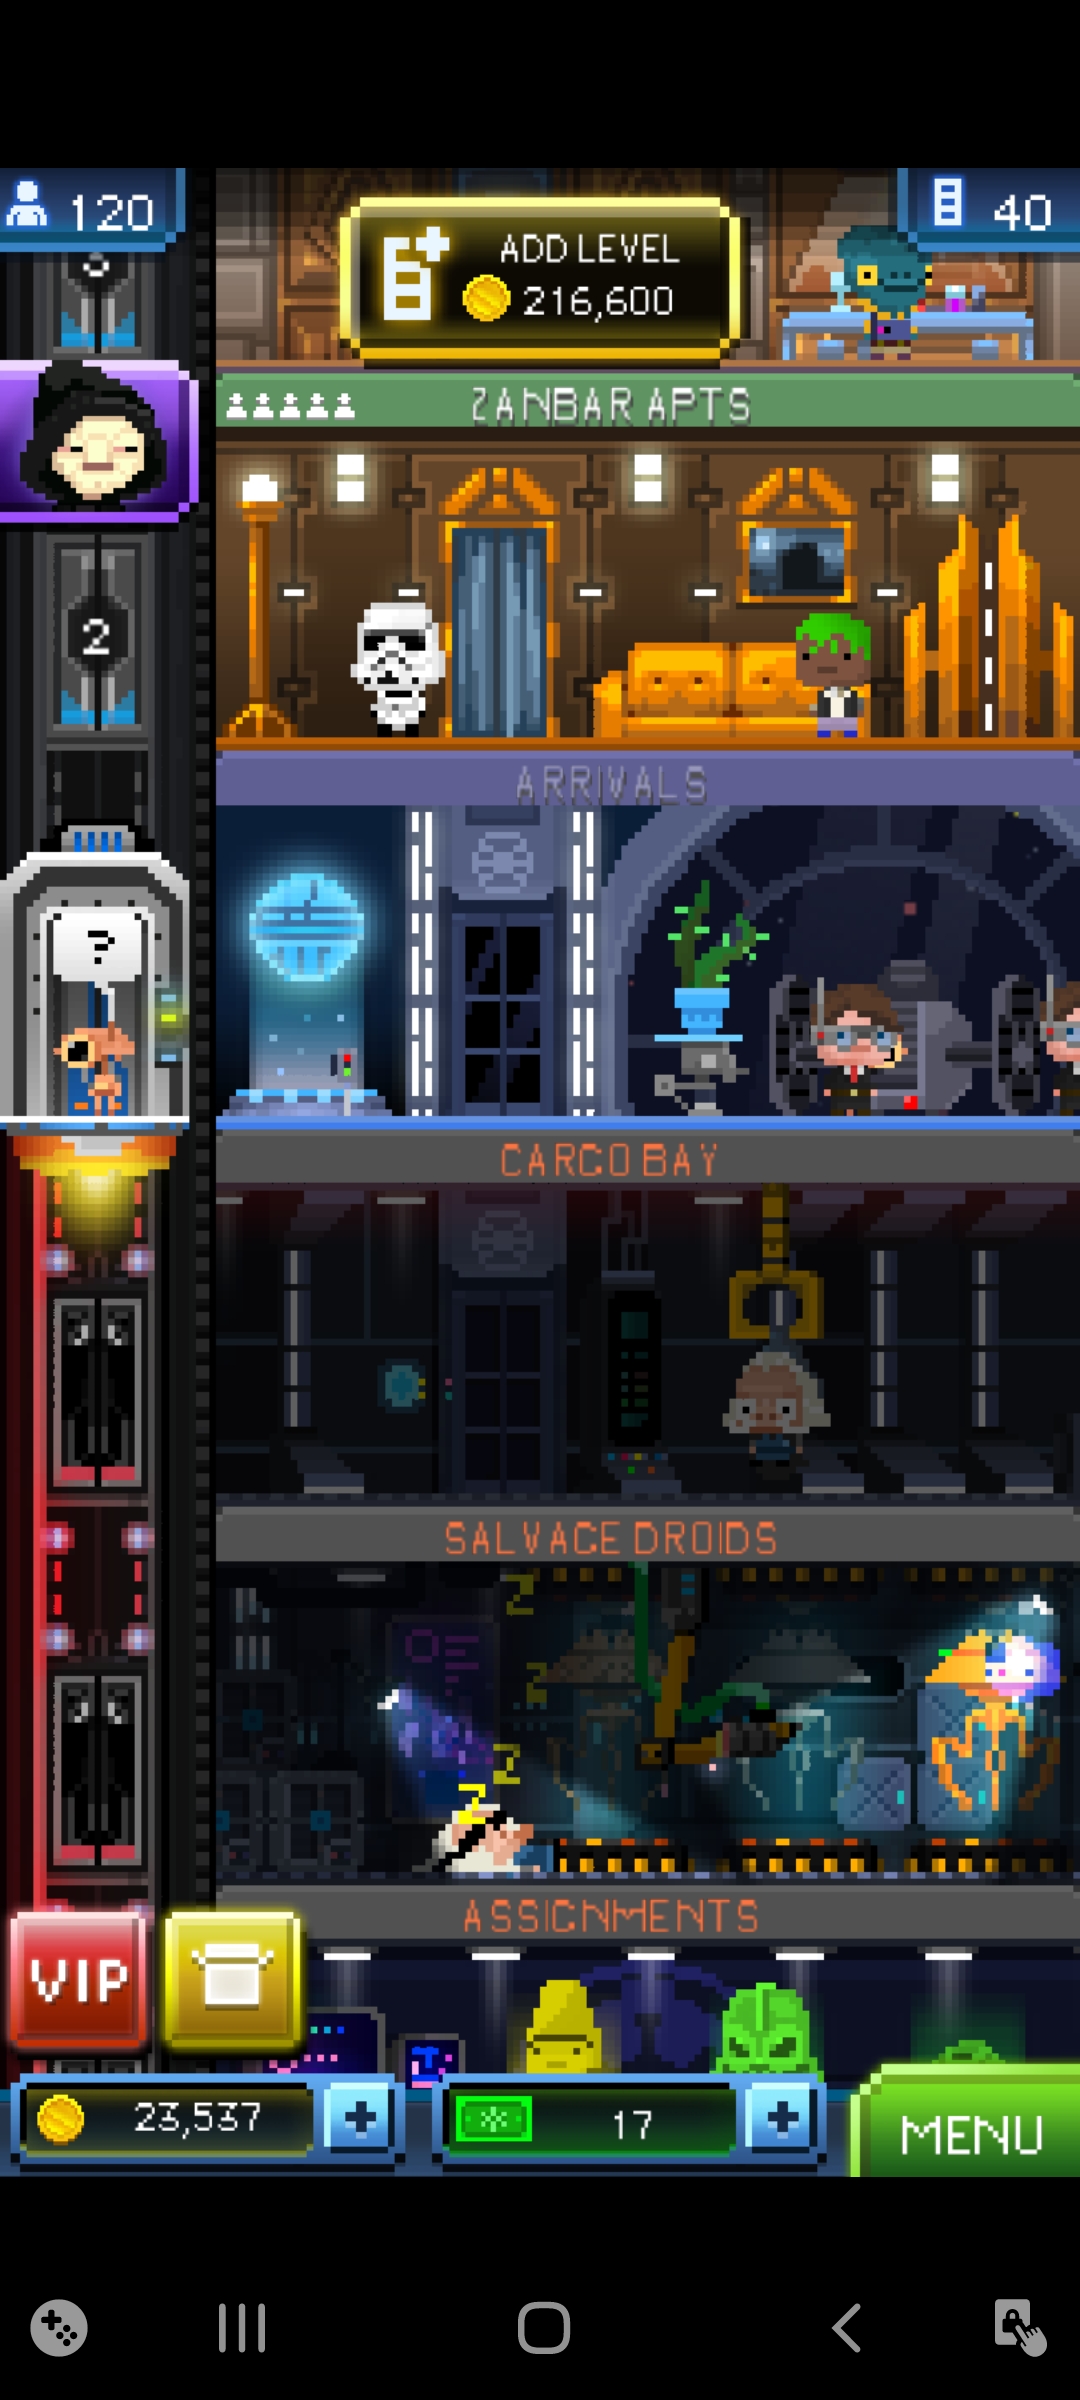 120
ADD LEVEL
216,600
40
ZANBAR APTS
2
ARRIVALS
?
CARGO BAY
SALVAGE DROIDS
Z
Z
Z
Z
ASSIGNMENTS
VIP
23,537
+
17
+
MENU